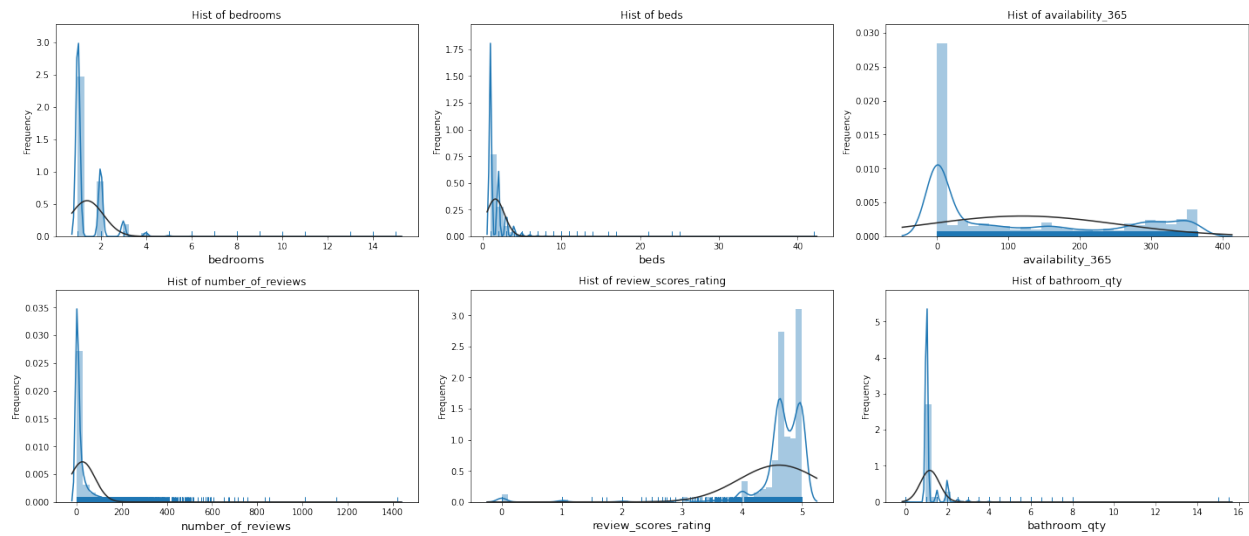 Hist of bedrooms
3.0
2.5
2.0
1.5
1.0
0.5
0.0
Frequency
2 4 6 8 10 12 14
bedrooms
Hist of beds
1.75
1.50
1.25
1.00
0.75
0.50
0.25
0.00
Frequency
0 10 20 30 40
beds
Hist of availability_365
0.030
0.025
0.020
0.015
0.010
0.005
0.000
Frequency
0 100 200 300 400
availability_365
Hist of number_of_reviews
0.035
0.030
0.025
0.020
0.015
0.010
0.005
0.000
Frequency
0 200 400 600 800 1000 1200 1400
number_of_reviews
Hist of review_scores_rating
3.0
2.5
2.0
1.5
1.0
0.5
0.0
Frequency
0 1 2 3 4 5
review_scores_rating
Hist of bathroom_qty
5
4
3
2
1
0
Frequency
0 2 4 6 8 10 12 14 16
bathroom_qty